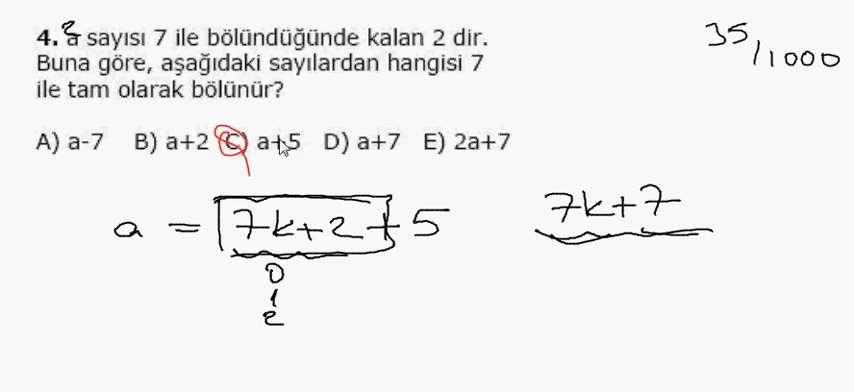 4. a sayısı 7 ile bölündüğünde kalan 2 dir.
Buna göre, aşağıdaki sayılardan hangisi 7
ile tam olarak bölünür?
A) a-7 B) a+2 C) a+5 D) a+7 E) 2a+7
35/1000
a = 7k+2+5
7k+7
0
1
2